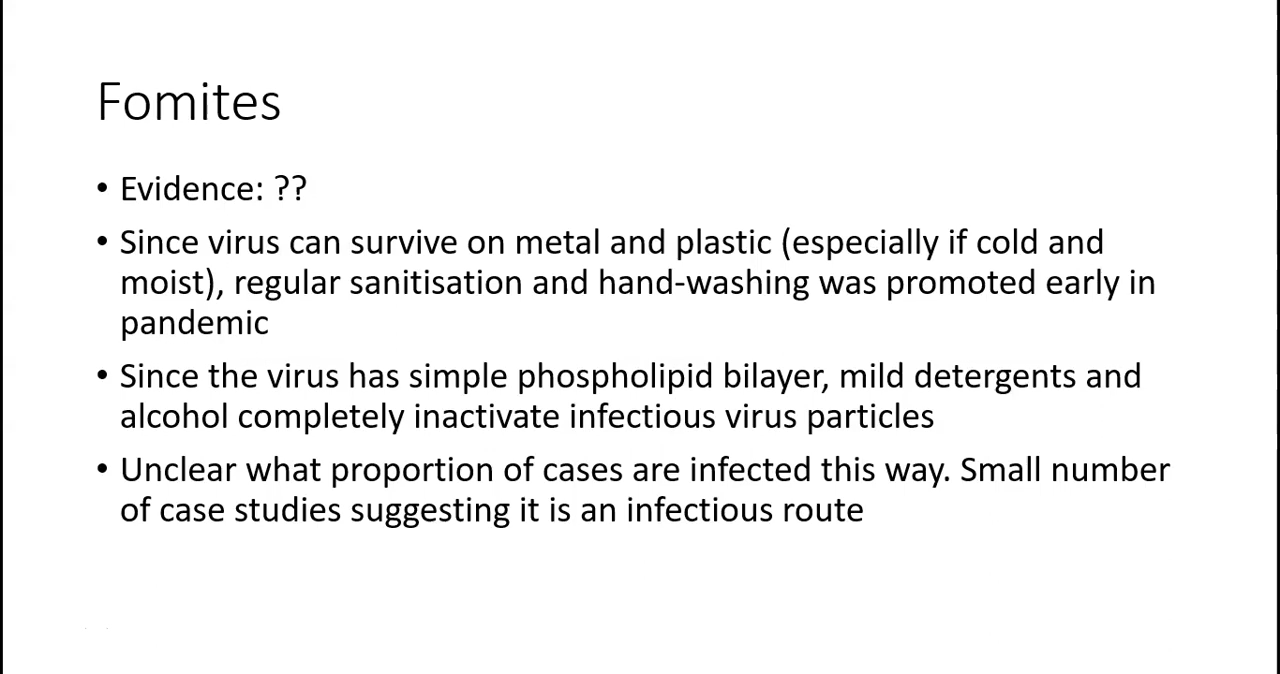 Fomites
• Evidence: ??
• Since virus can survive on metal and plastic (especially if cold and
moist), regular sanitisation and hand-washing was promoted early in
pandemic
• Since the virus has simple phospholipid bilayer, mild detergents and
alcohol completely inactivate infectious virus particles
• Unclear what proportion of cases are infected this way. Small number
of case studies suggesting it is an infectious route